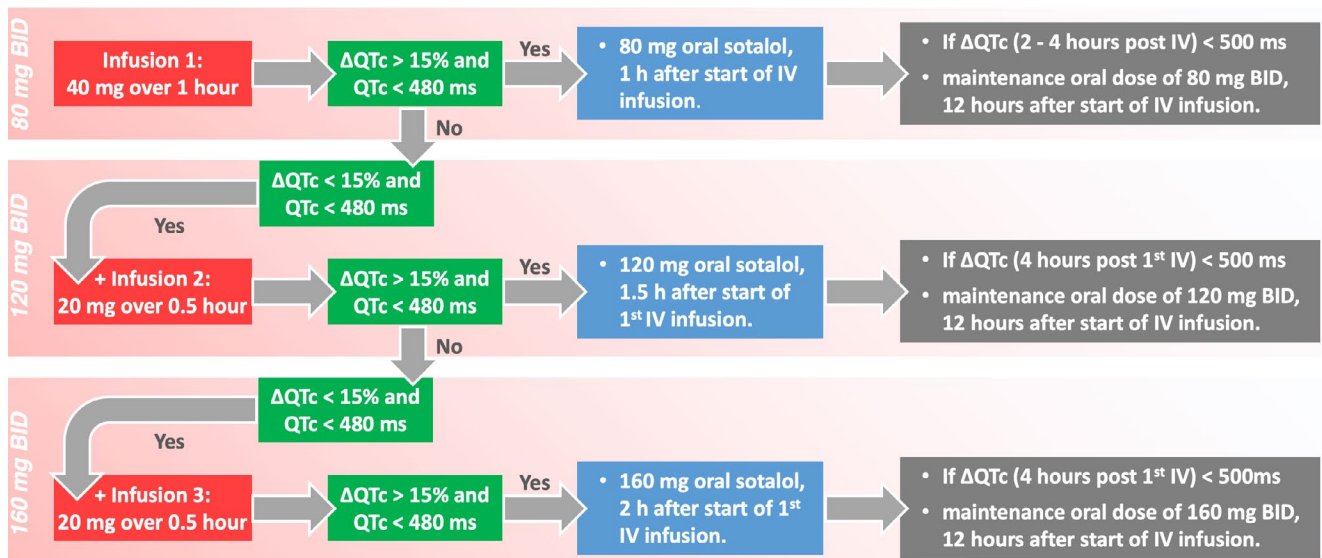 80 mg BID
Infusion 1:
40 mg over 1 hour
ΔQTc > 15% and
QTc < 480 ms
Yes
• 80 mg oral sotalol,
1 h after start of IV
infusion.
• If ΔQTc (2 - 4 hours post IV) < 500 ms
• maintenance oral dose of 80 mg BID,
12 hours after start of IV infusion.
No
120 mg BID
ΔQTc < 15% and
QTc < 480 ms
Yes
+ Infusion 2:
20 mg over 0.5 hour
ΔQTc > 15% and
QTc < 480 ms
Yes
• 120 mg oral sotalol,
1.5 h after start of
1st IV infusion.
• If ΔQTc (4 hours post 1st IV) < 500 ms
• maintenance oral dose of 120 mg BID,
12 hours after start of IV infusion.
No
160 mg BID
ΔQTc < 15% and
QTc < 480 ms
Yes
+ Infusion 3:
20 mg over 0.5 hour
ΔQTc > 15% and
QTc < 480 ms
Yes
• 160 mg oral sotalol,
2 h after start of 1st
IV infusion.
• If ΔQTc (4 hours post 1st IV) < 500ms
• maintenance oral dose of 160 mg BID,
12 hours after start of IV infusion.